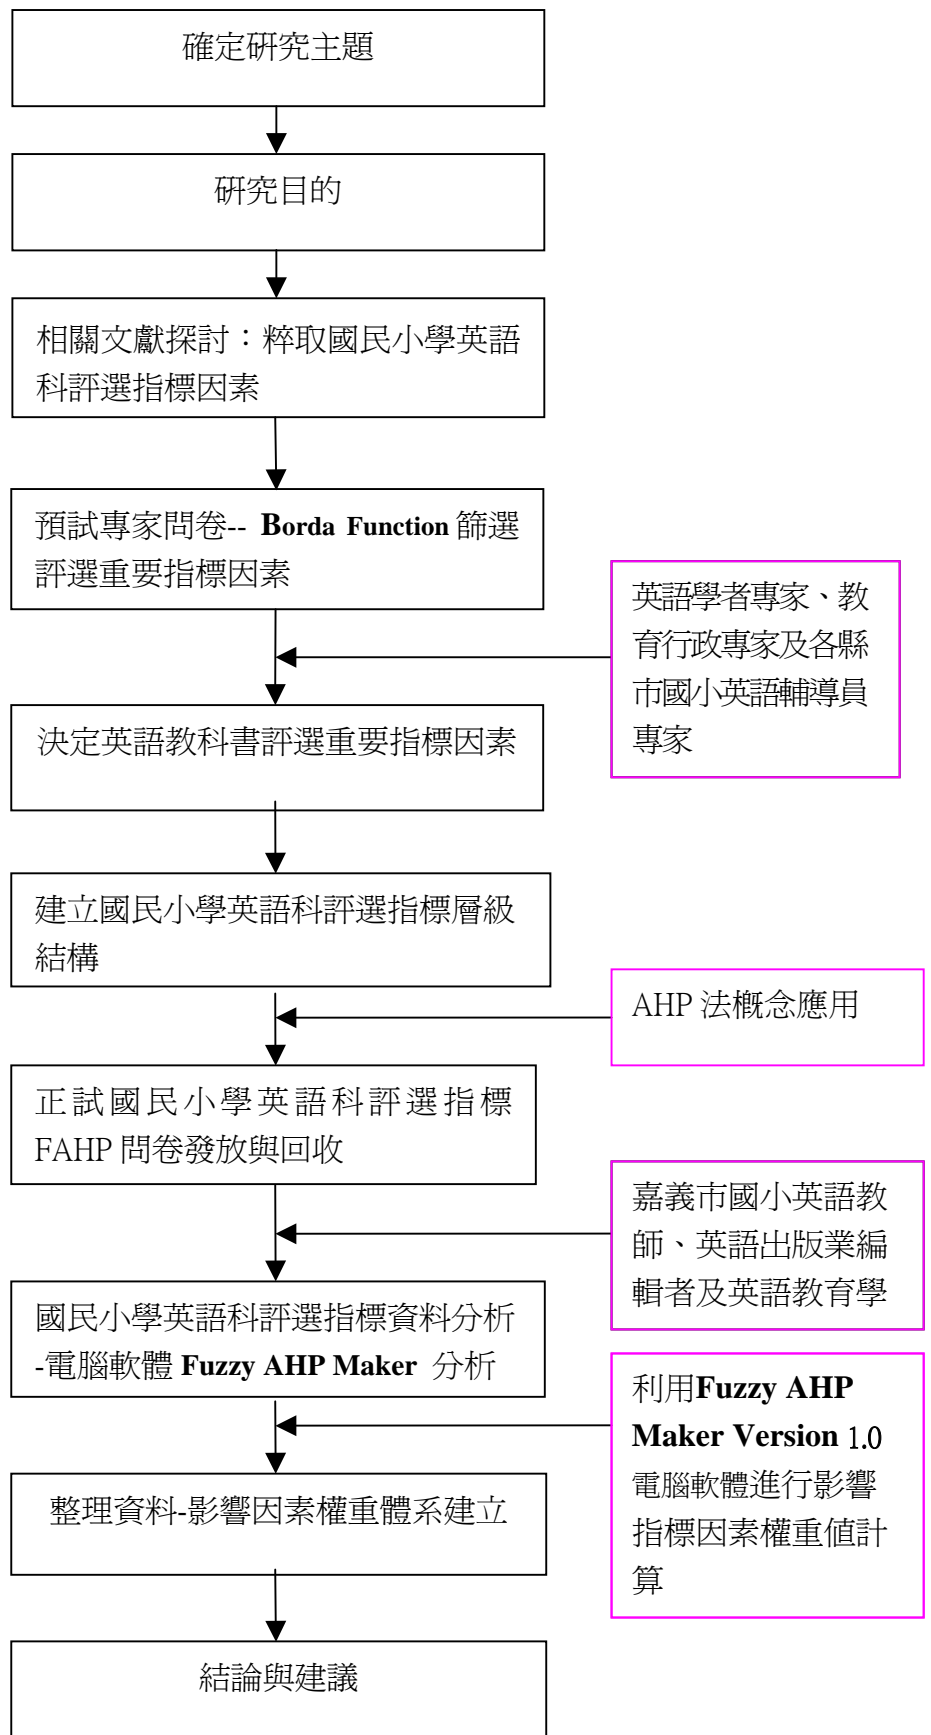 確定研究主題
研究目的
相關文獻探討：粹取國民小學英語
科評選指標因素
預試專家問卷-- Borda Function 篩選
評選重要指標因素
英語學者專家、教
育行政專家及各縣
市國小英語輔導員
專家
決定英語教科書評選重要指標因素
建立國民小學英語科評選指標層級
結構
AHP 法概念應用
正試國民小學英語科評選指標
FAHP 問卷發放與回收
嘉義市國小英語教
師、英語出版業編
輯者及英語教育學
國民小學英語科評選指標資料分析
-電腦軟體 Fuzzy AHP Maker 分析
利用Fuzzy AHP
Maker Version 1.0
電腦軟體進行影響
指標因素權重值計
算
整理資料-影響因素權重體系建立
結論與建議